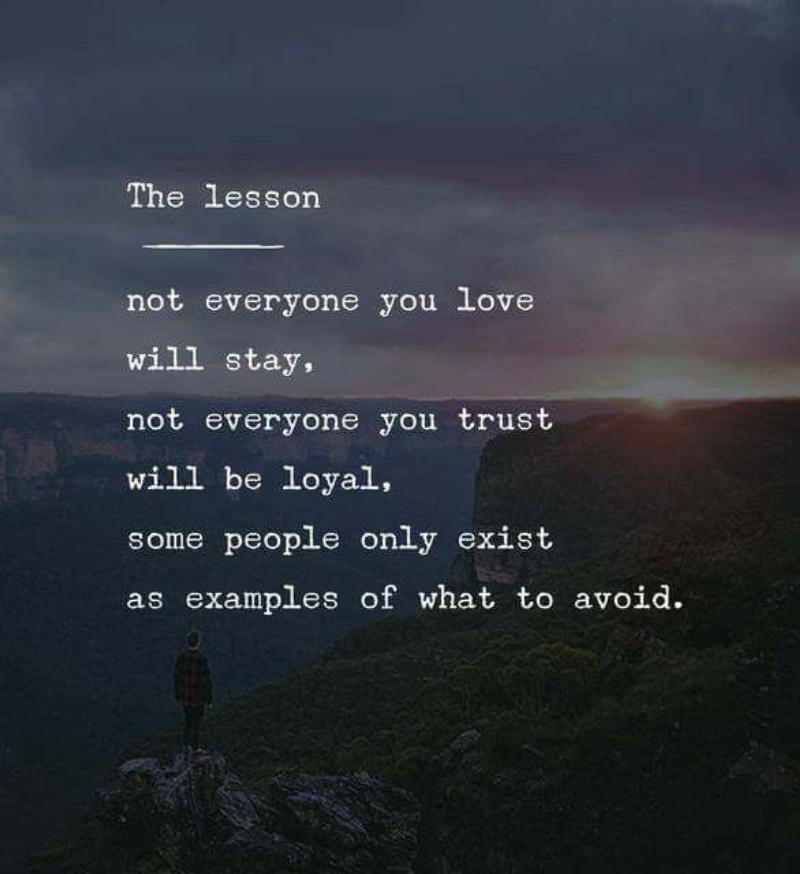 The lesson
not everyone you love
will stay,
not everyone you trust
will be loyal,
some people only exist
as examples of what to avoid.